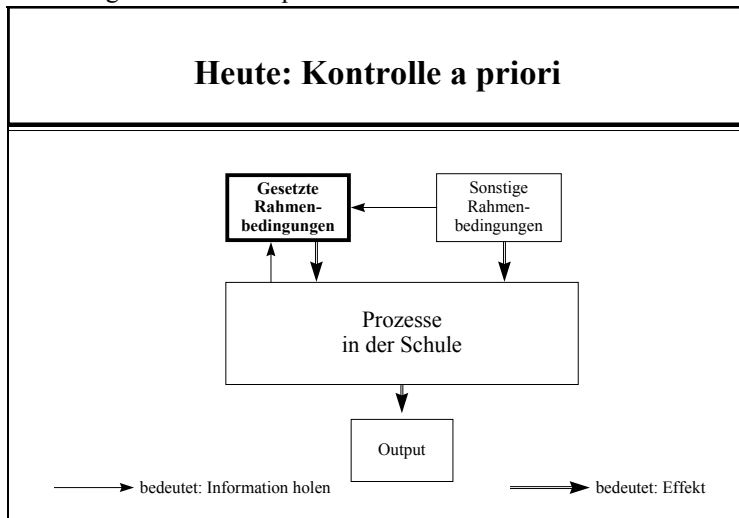 Heute: Kontrolle a priori
Gesetzte
Rahmen-
bedingungen
Sonstige
Rahmen-
bedingungen
Prozesse
in der Schule
Output
bedeutet: Information holen
bedeutet: Effekt